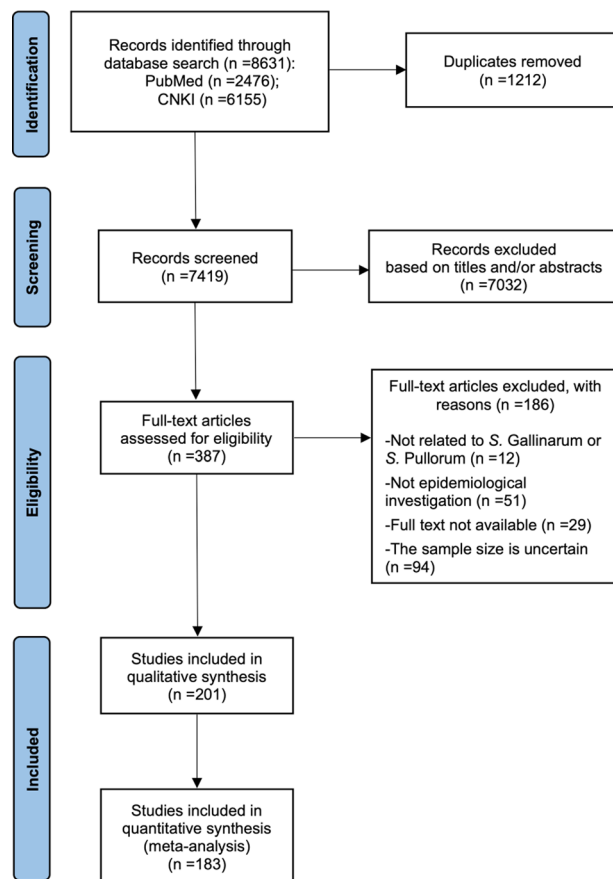 Identification
Records identified through
database search (n =8631):
PubMed (n =2476);
CNKI (n =6155)
Duplicates removed
(n =1212)
Screening
Records screened
(n =7419)
Records excluded
based on titles and/or abstracts
(n =7032)
Eligibility
Full-text articles
assessed for eligibility
(n =387)
Full-text articles excluded, with
reasons (n =186)
-Not related to S. Gallinarum or
S. Pullorum (n =12)
-Not epidemiological
investigation (n =51)
-Full text not available (n =29)
-The sample size is uncertain
(n =94)
Included
Studies included in
qualitative synthesis
(n =201)
Studies included in
quantitative synthesis
(meta-analysis)
(n =183)